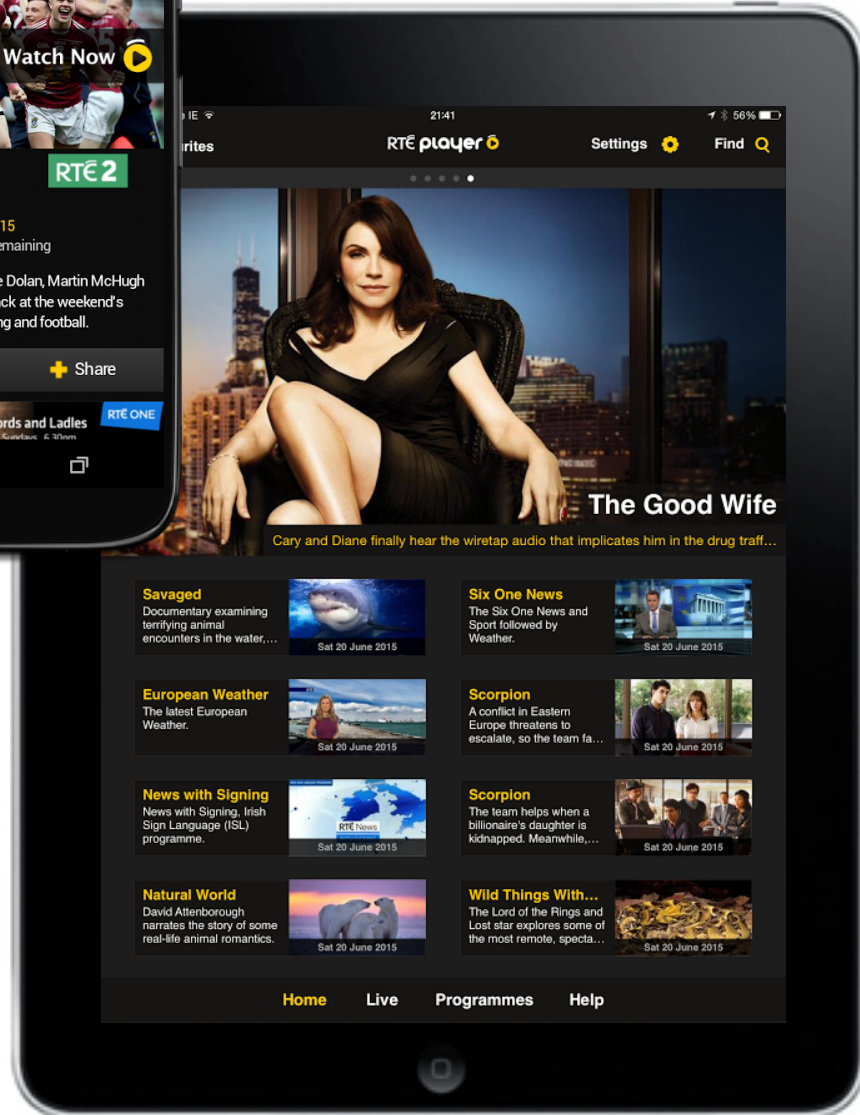 Watch Now
RTÉ 2
15
emaining
e Dolan, Martin McHugh
ck at the weekend's
ng and football.
Share
ords and Ladles
RTÉ ONE
Sundays 6.30pm
IE
21:41
56%
urites
RTÉ player
Settings
Find
The Good Wife
Cary and Diane finally hear the wiretap audio that implicates him in the drug traff...
Savaged
Documentary examining
terrifying animal
encounters in the water,...
Sat 20 June 2015
Six One News
The Six One News and
Sport followed by
Weather.
Sat 20 June 2015
European Weather
The latest European
Weather.
Sat 20 June 2015
Scorpion
A conflict in Eastern
Europe threatens to
escalate, so the team fa...
Sat 20 June 2015
News with Signing
News with Signing, Irish
Sign Language (ISL)
programme.
RTÉ News
Sat 20 June 2015
Scorpion
The team helps when a
billionaire's daughter is
kidnapped. Meanwhile,...
Sat 20 June 2015
Natural World
David Attenborough
narrates the story of some
real-life animal romantics.
Sat 20 June 2015
Wild Things With...
The Lord of the Rings and
Lost star explores some of
the most remote, specta...
Sat 20 June 2015
Home
Live
Programmes
Help